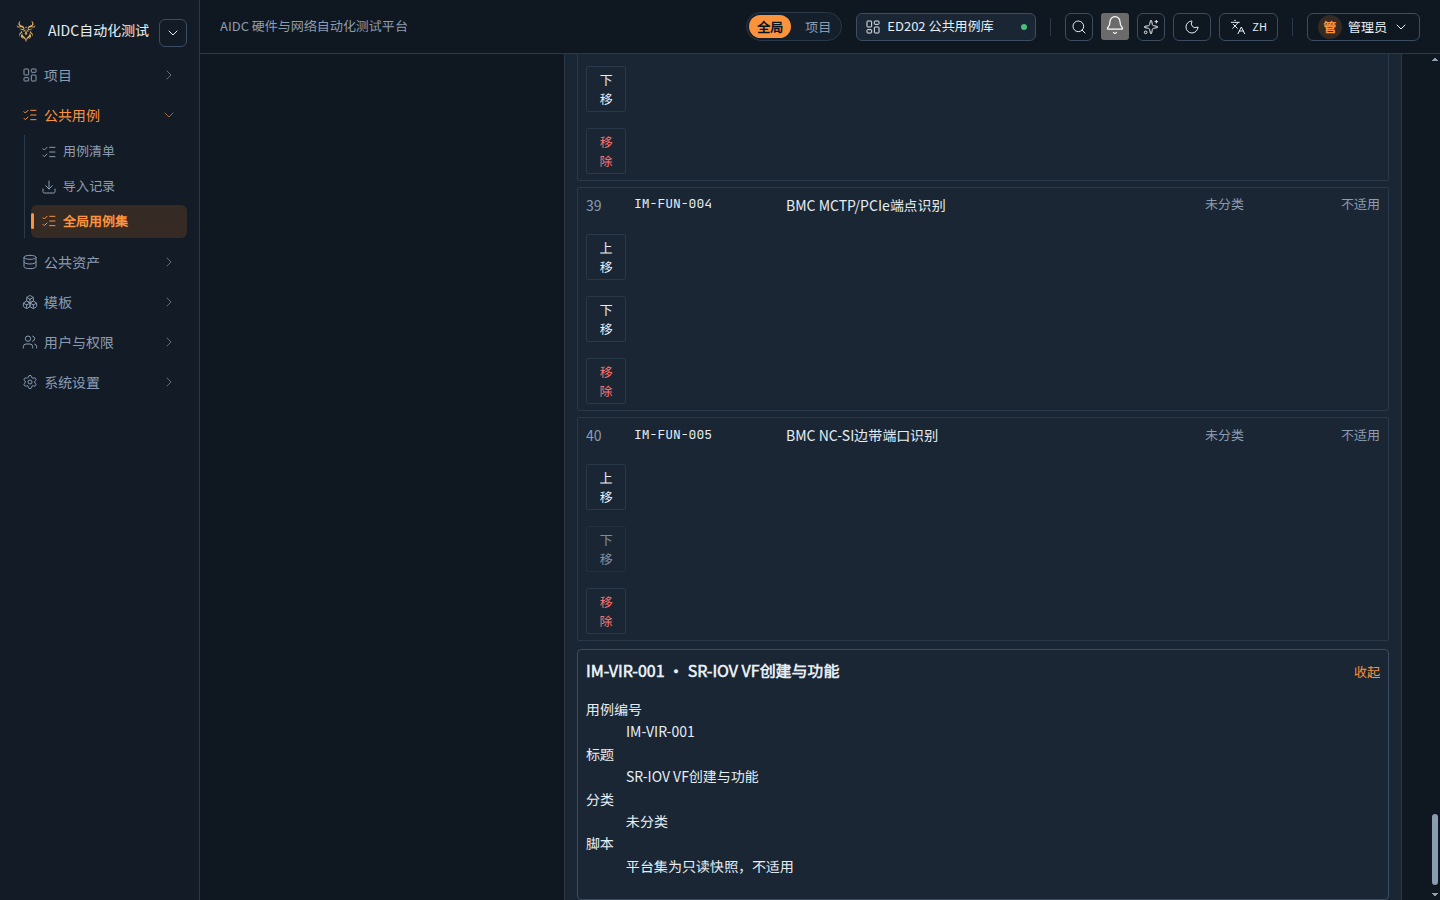 AIDC自动化测试
AIDC 硬件与网络自动化测试平台
全局
项目
ED202 公共用例库
ZH
管
管理员
项目
公共用例
用例清单
导入记录
全局用例集
公共资产
模板
用户与权限
系统设置
下
移
移
除
39
IM-FUN-004
BMC MCTP/PCIe端点识别
未分类
不适用
上
移
下
移
移
除
40
IM-FUN-005
BMC NC-SI边带端口识别
未分类
不适用
上
移
下
移
移
除
IM-VIR-001 · SR-IOV VF创建与功能
收起
用例编号
IM-VIR-001
标题
SR-IOV VF创建与功能
分类
未分类
脚本
平台集为只读快照，不适用